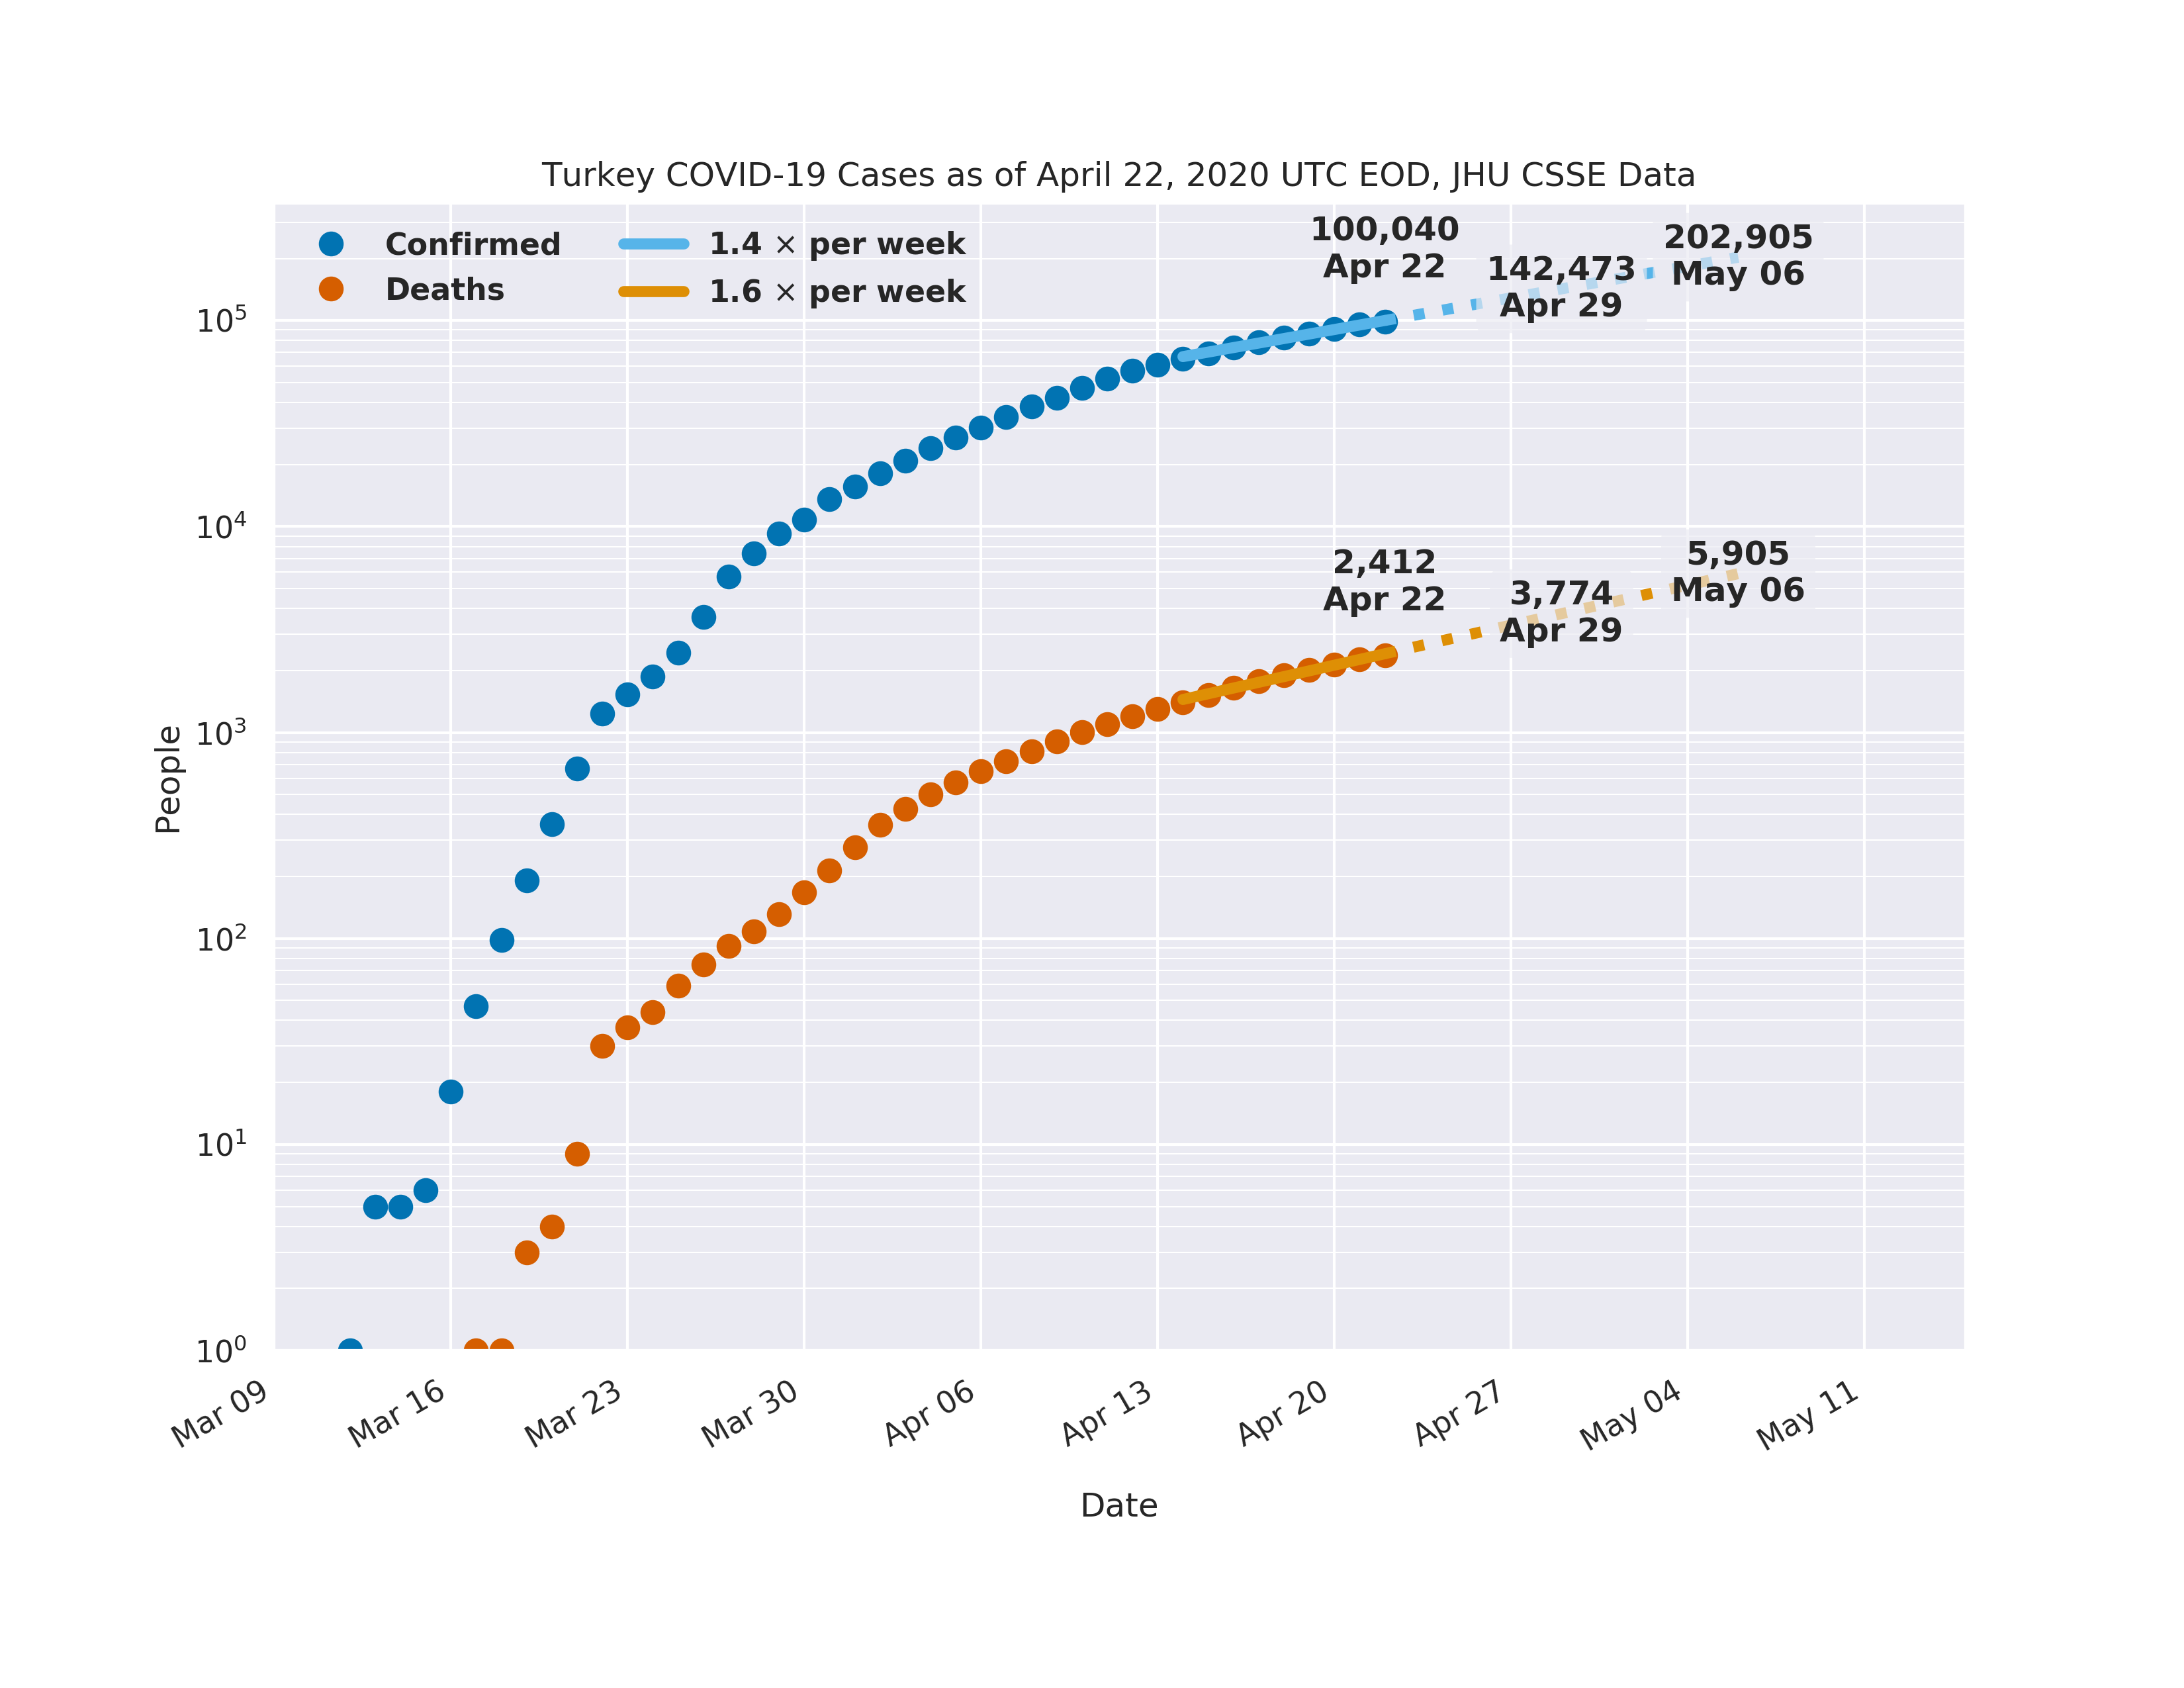 Turkey COVID-19 Cases as of April 22, 2020 UTC EOD, JHU CSSE Data
Confirmed
Deaths
1.4 × per week
1.6 × per week
100,040
Apr 22
142,473
Apr 29
202,905
May 06
2,412
Apr 22
3,774
Apr 29
5,905
May 06
People
10⁵
10⁴
10³
10²
10¹
10⁰
Mar 09
Mar 16
Mar 23
Mar 30
Apr 06
Apr 13
Apr 20
Apr 27
May 04
May 11
Date